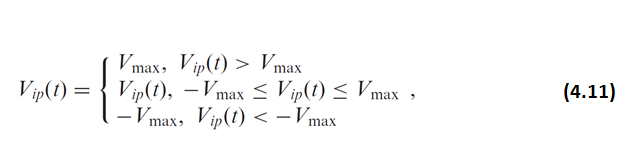 V_max, V_ip(t) > V_max
V_ip(t) = { V_ip(t), −V_max ≤ V_ip(t) ≤ V_max , (4.11)
−V_max, V_ip(t) < −V_max